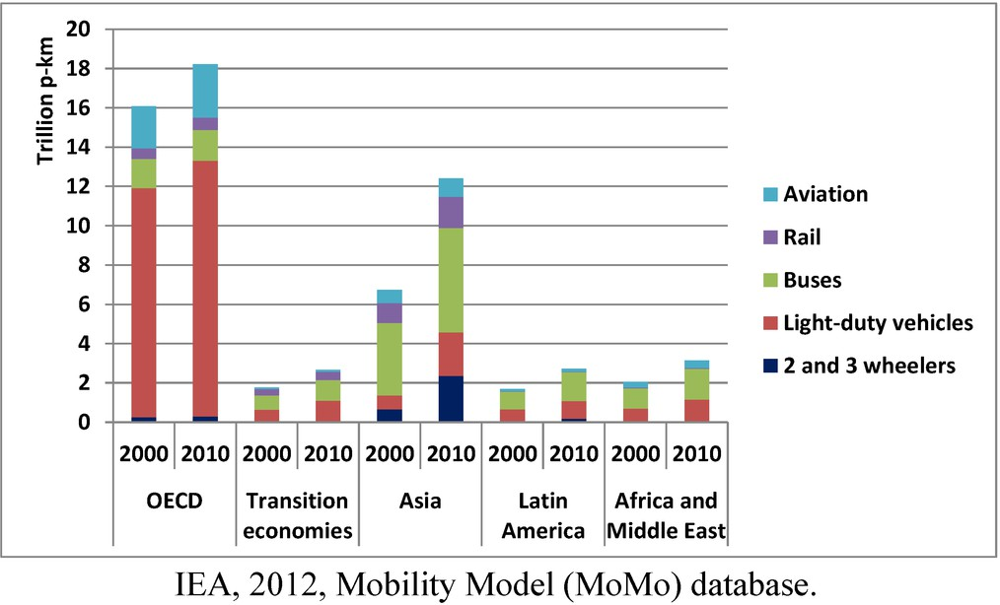 Trillion p-km
20
18
16
14
12
10
8
6
4
2
0
2000 2010 2000 2010 2000 2010 2000 2010 2000 2010
OECD Transition Asia Latin Africa and
economies America Middle East
Aviation
Rail
Buses
Light-duty vehicles
2 and 3 wheelers
IEA, 2012, Mobility Model (MoMo) database.